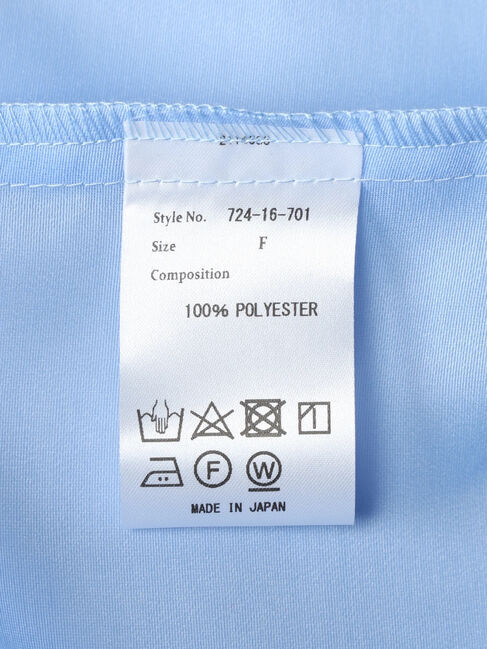 Style No. 724-16-701
Size F
Composition
100% POLYESTER
F W
MADE IN JAPAN